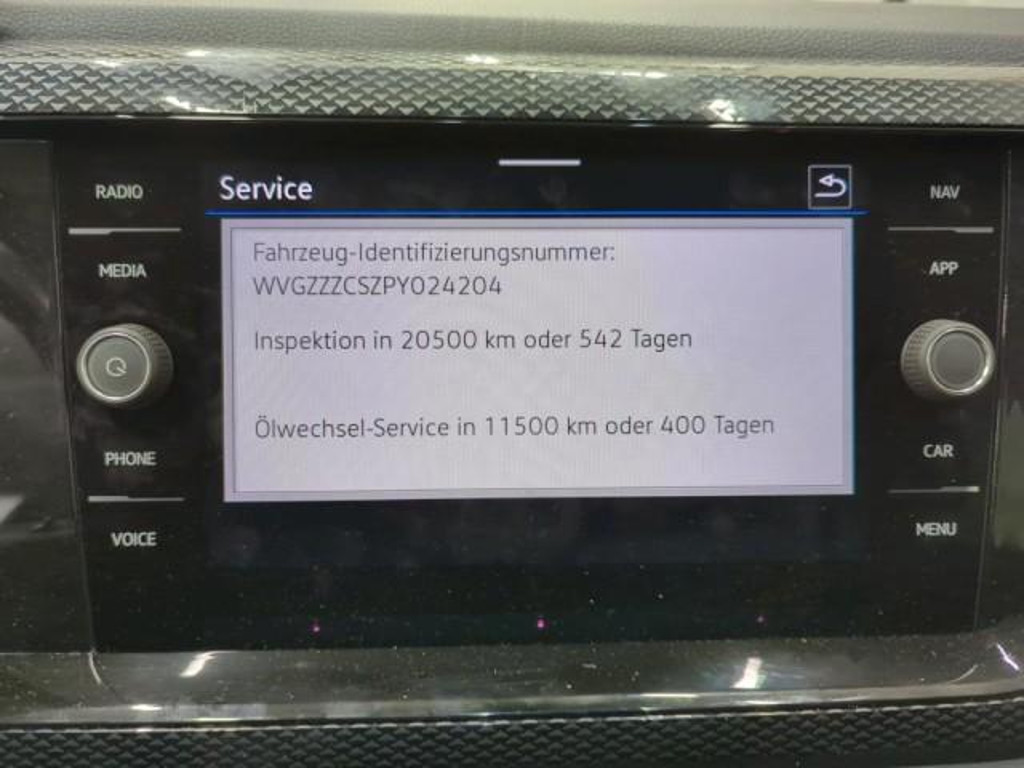 Service
RADIO
NAV
MEDIA
APP
PHONE
CAR
VOICE
MENU
Fahrzeug-Identifizierungsnummer:
WVGZZZCSZPY024204
Inspektion in 20500 km oder 542 Tagen
Ölwechsel-Service in 11500 km oder 400 Tagen